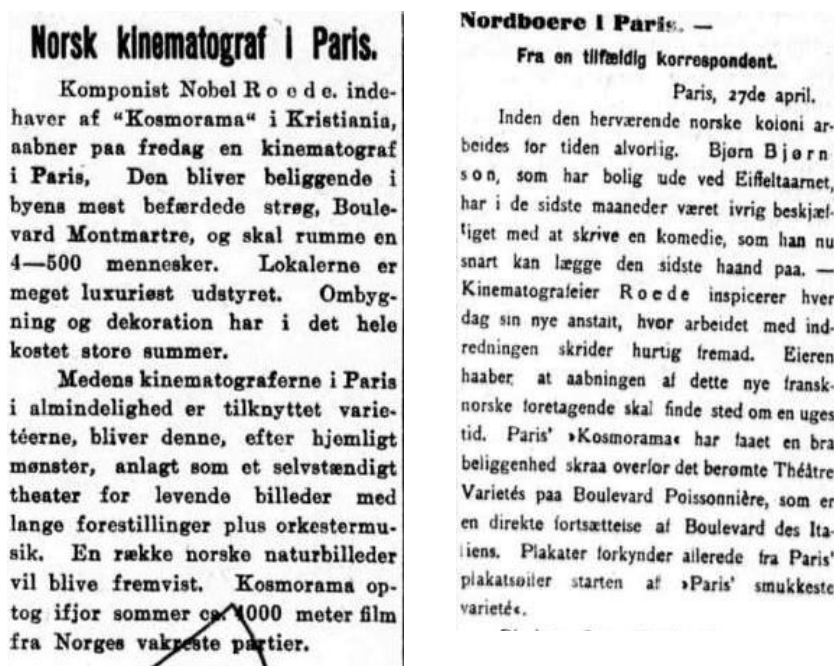 Norsk kinematograf i Paris.
Komponist Nobel Roede. inde-
haver af “Kosmorama“ i Kristiania,
aabner paa fredag en kinematograf
i Paris, Den bliver beliggende i
byens mest befærdede strøg, Boule-
vard Montmartre, og skal rumme en
4—500 mennesker. Lokalerne er
meget luxuriøst udstyret. Ombyg-
ning og dekoration har i det hele
kostet store summer.
Medens kinematograferne i Paris
i almindelighed er tilknyttet varie-
téerne, bliver denne, efter hjemligt
mønster, anlagt som et selvstændigt
theater for levende billeder med
lange forestillinger plus orkestermu-
sik. En række norske naturbilleder
vil blive fremvist. Kosmorama op-
tog ifjor sommer ca. 4000 meter film
fra Norges vakreste partier.
Nordboere i Paris. —
Fra en tilfældig korrespondent.
Paris, 27de april.
Inden den herværende norske koloni ar-
beides for tiden alvorlig. Bjørn Bjørn
son, som har bolig ude ved Eiffeltaarnet,
har i de sidste maaneder været ivrig beskjæf-
tiget med at skrive en komedie, som han nu
snart kan lægge den sidste haand paa. —
Kinematografeier Roede inspicerer hver
dag sin nye anstalt, hvor arbeidet med ind-
redningen skrider hurtig fremad. Eieren
haaber at aabningen af dette nye fransk-
norske foretagende skal finde sted om en uges
tid. Paris’ »Kosmorama« har faaet en bra
beliggenhed skraa overfor det berømte Théâtre
Varietés paa Boulevard Poissonnière, som er
en direkte fortsættelse af Boulevard des Ita-
liens. Plakater forkynder allerede fra Paris’
plakatsøiler starten af »Paris’ smukkeste
varieté«.